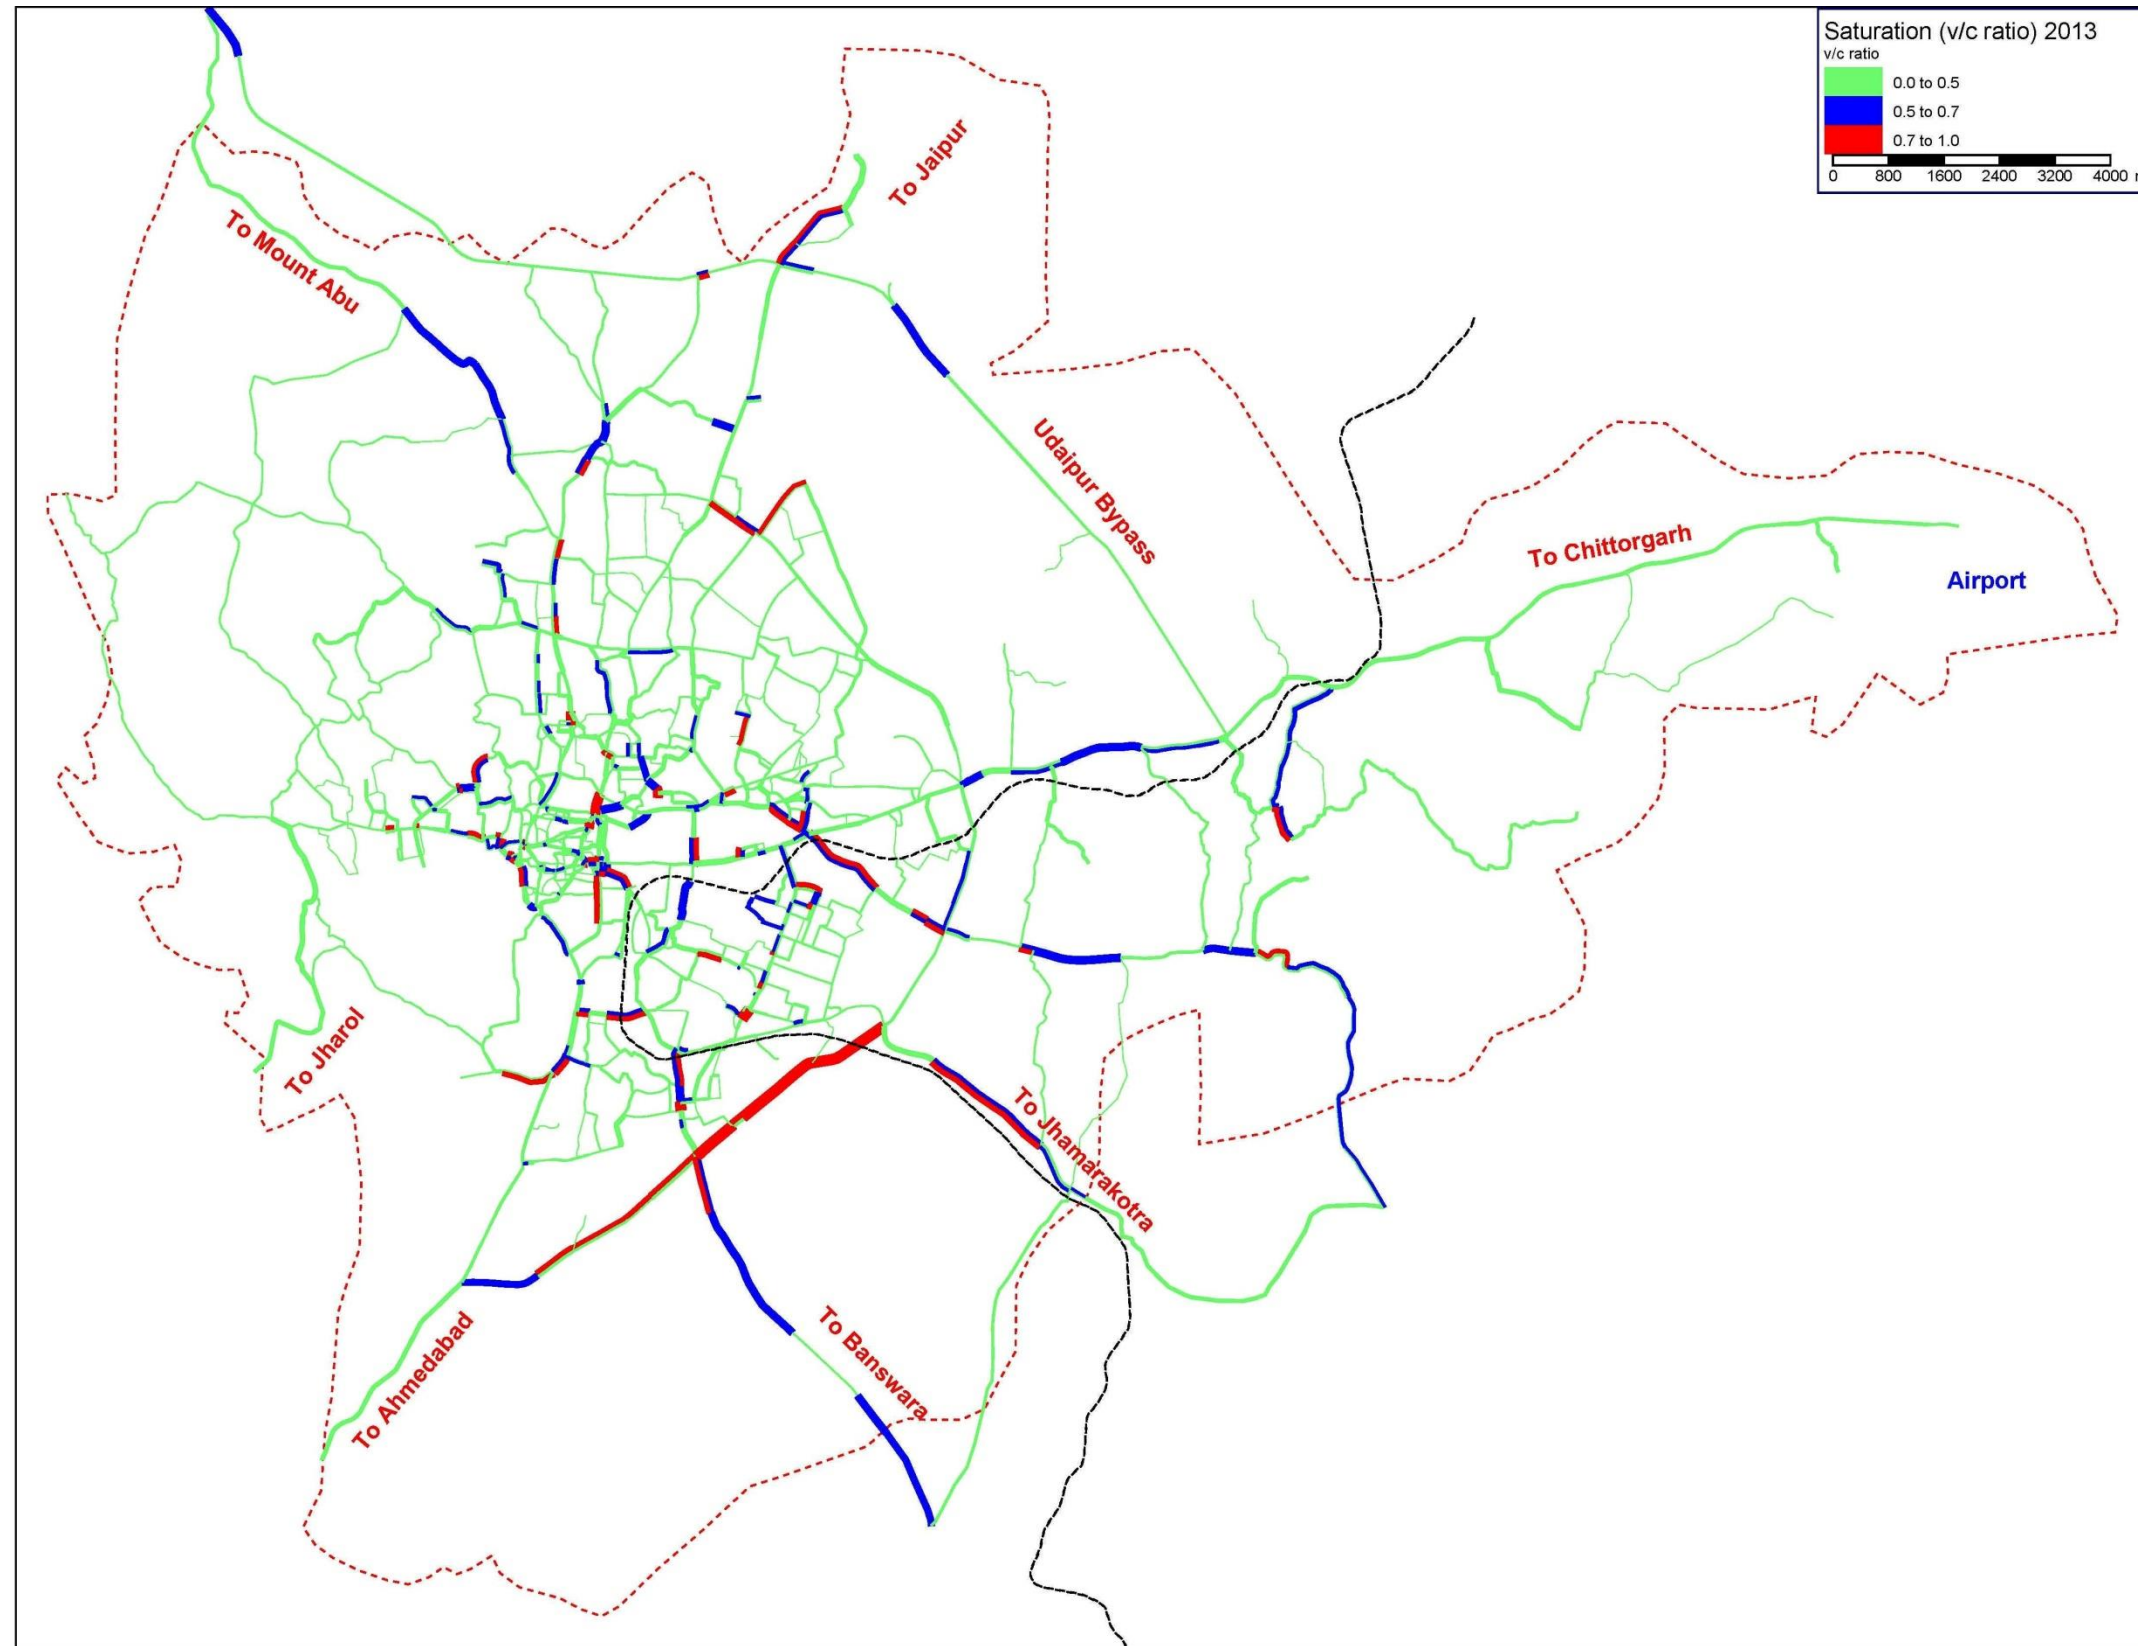 Saturation (v/c ratio) 2013
v/c ratio
0.0 to 0.5
0.5 to 0.7
0.7 to 1.0
0 800 1600 2400 3200 4000
To Jaipur
To Mount Abu
Udaipur Bypass
To Chittorgarh
Airport
To Jharol
To Jhamarakotra
To Banswara
To Ahmedabad